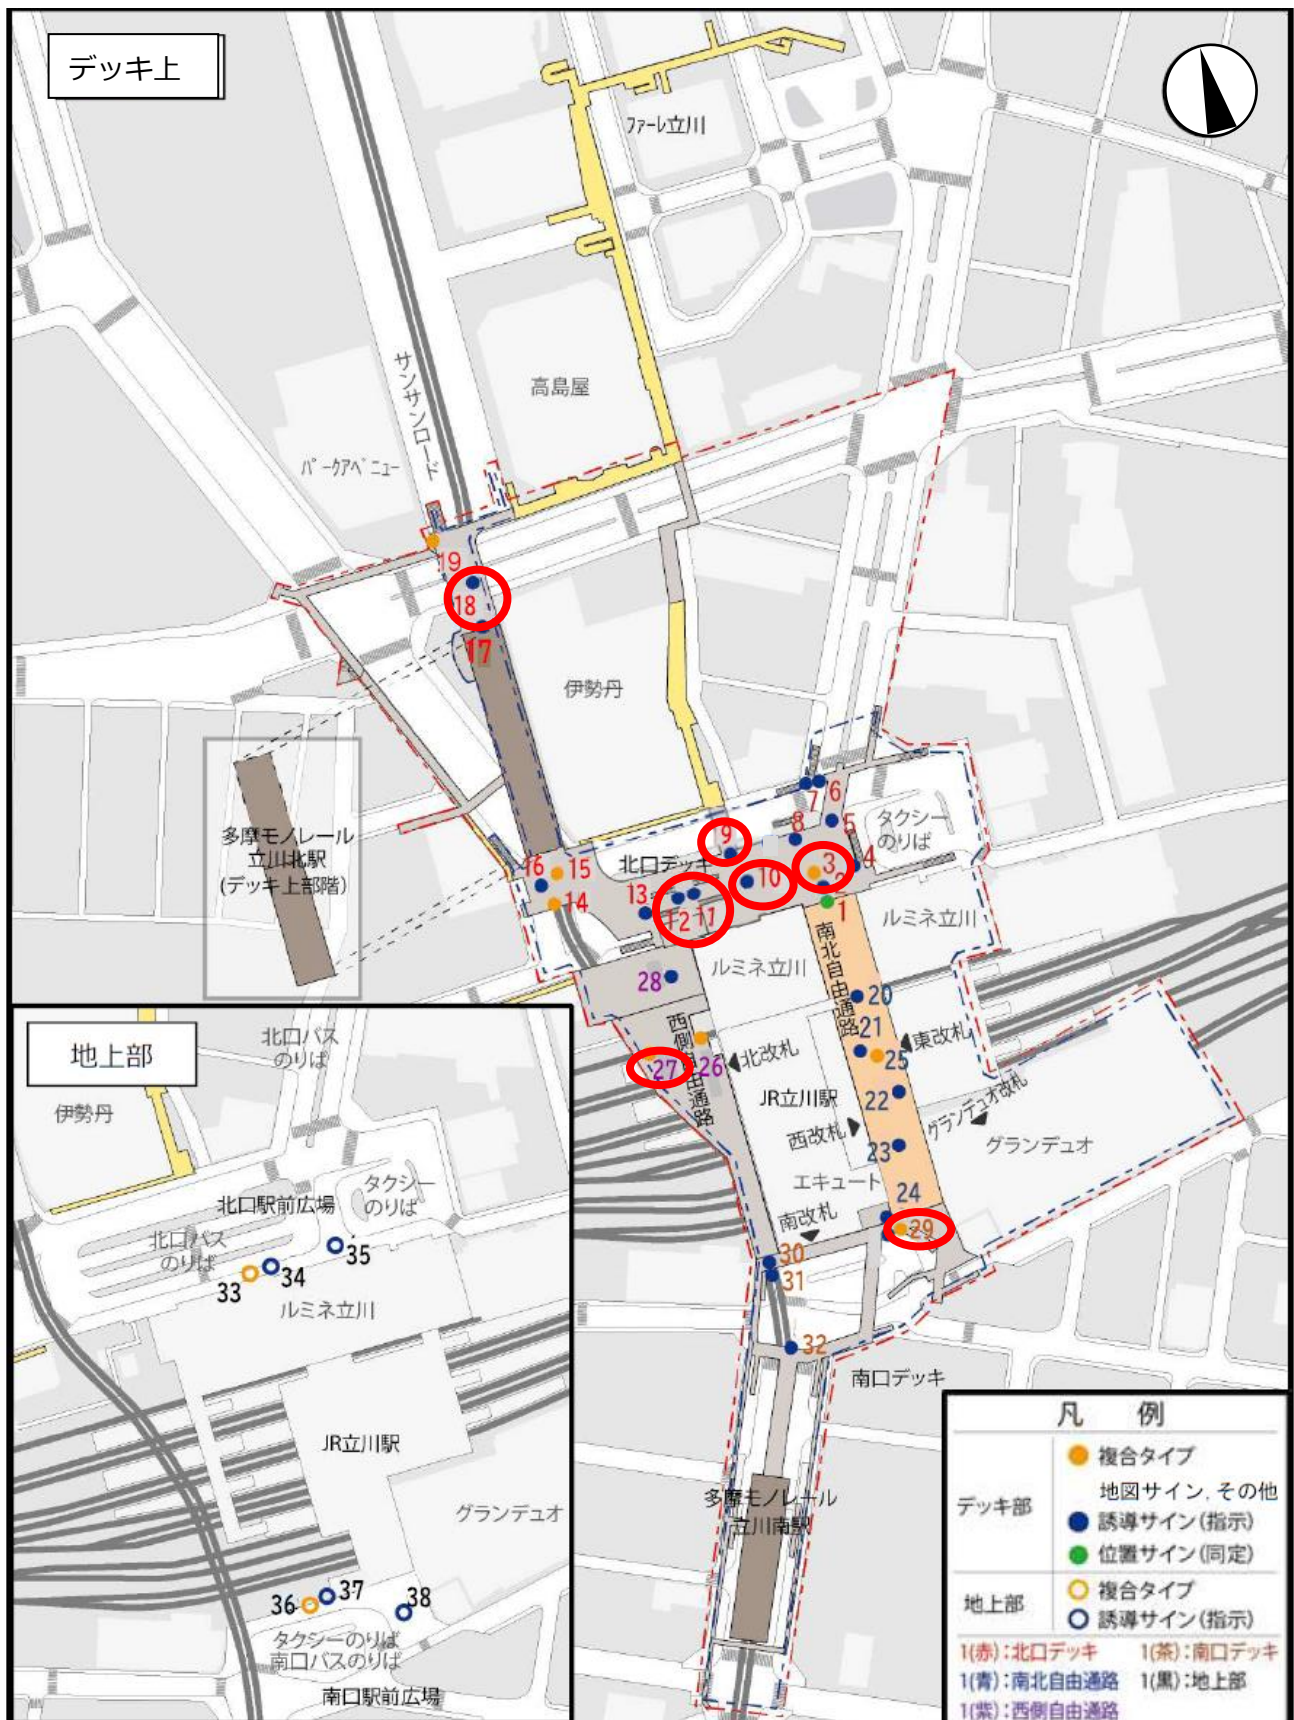 デッキ上
ファーレ立川
サンサンロード
高島屋
パークアベニュー
19
18
17
伊勢丹
多摩モノレール
立川北駅
(デッキ上部階)
7
6
5
8
タクシー
のりば
9
北口デッキ
10
3
4
2
16
15
14
13
12
11
1
ルミネ立川
南北自由通路
ルミネ立川
28
20
21
西側自由通路
27
26
北改札
東改札
25
JR立川駅
22
西改札
グランデュオ改札
23
グランデュオ
エキュート
24
南改札
29
30
31
32
南口デッキ
多摩モノレール
立川南駅
地上部
北口バス
のりば
伊勢丹
タクシー
のりば
北口駅前広場
北口バス
のりば
35
34
33
ルミネ立川
JR立川駅
グランデュオ
36
37
38
タクシーのりば
南口バスのりば
南口駅前広場
凡 例
デッキ部
複合タイプ
地図サイン、その他
誘導サイン(指示)
位置サイン(同定)
地上部
複合タイプ
誘導サイン(指示)
1(赤):北口デッキ 1(茶):南口デッキ
1(青):南北自由通路 1(黒):地上部
1(紫):西側自由通路